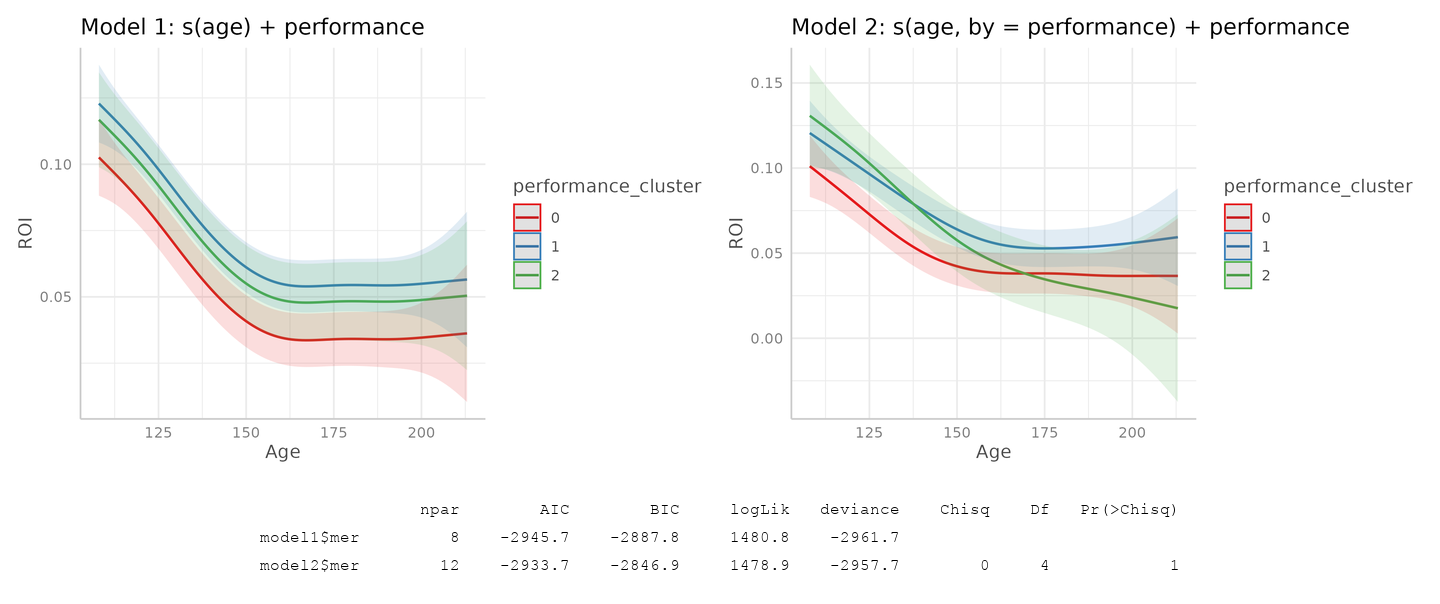 Model 1: s(age) + performance
ROI
0.10
0.05
125 150 175 200
Age
performance_cluster
0
1
2
Model 2: s(age, by = performance) + performance
ROI
0.15
0.10
0.05
0.00
125 150 175 200
Age
performance_cluster
0
1
2
npar AIC BIC logLik deviance Chisq Df Pr(>Chisq)
model1$mer 8 -2945.7 -2887.8 1480.8 -2961.7
model2$mer 12 -2933.7 -2846.9 1478.9 -2957.7 0 4 1